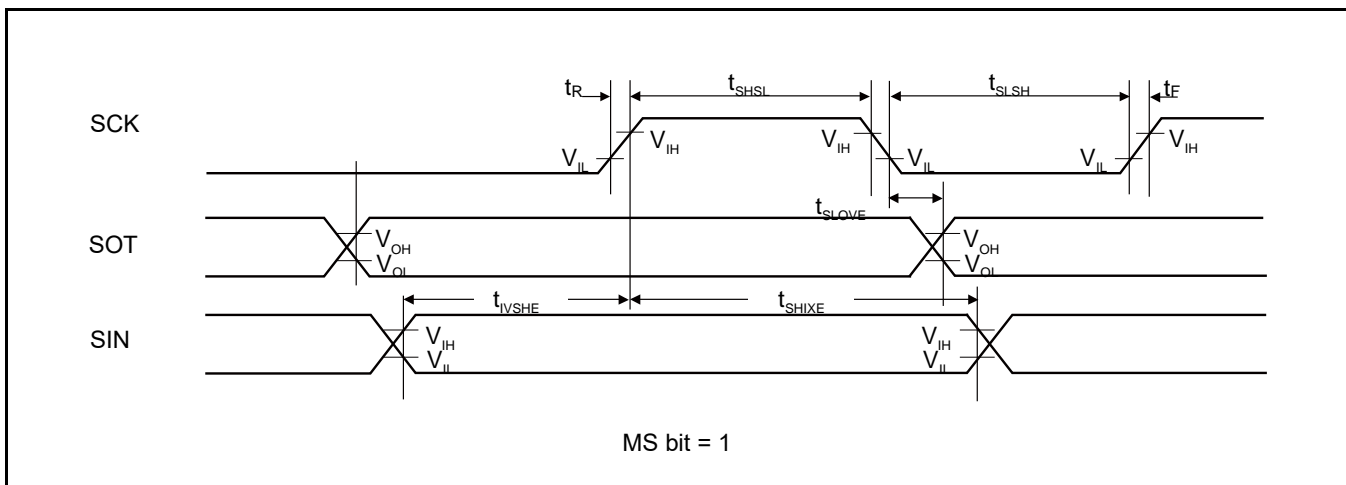 tR tSHSL tSLSH tF
SCK
VIH VIH VIH
VIL VIL VIL
tSLOVE
SOT
VOH VOH
VOL VOL
tIVSHE tSHIXE
SIN
VIH VIH
VIL VIL
MS bit = 1